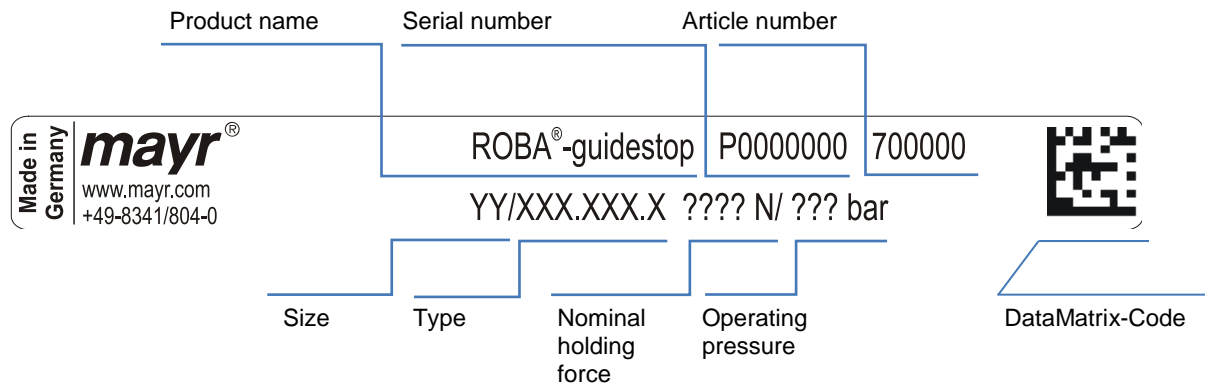 Product name Serial number Article number
Made in
Germany
mayr®
www.mayr.com
+49-8341/804-0
ROBA®-guidestop P0000000 700000
YY/XXX.XXX.X ???? N/ ??? bar
Size Type Nominal
holding
force Operating
pressure DataMatrix-Code